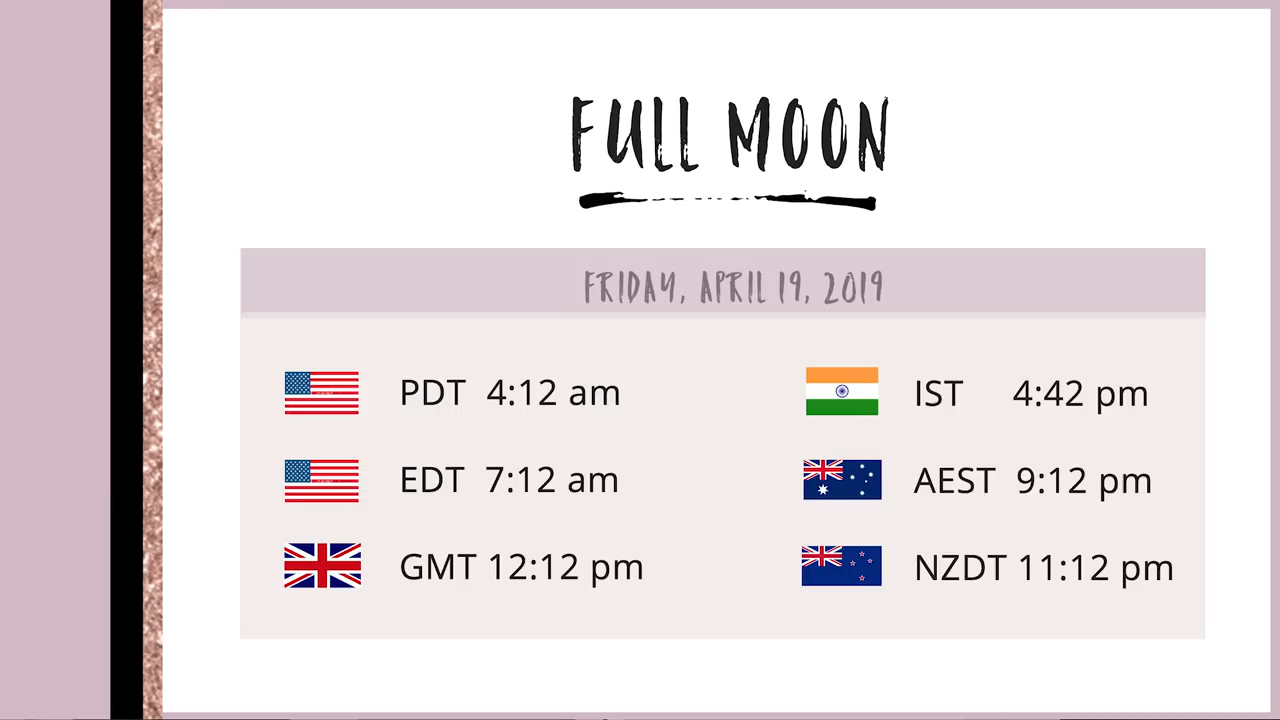 FULL MOON
FRIDAY, APRIL 19, 2019
PDT 4:12 am
EDT 7:12 am
GMT 12:12 pm
IST 4:42 pm
AEST 9:12 pm
NZDT 11:12 pm